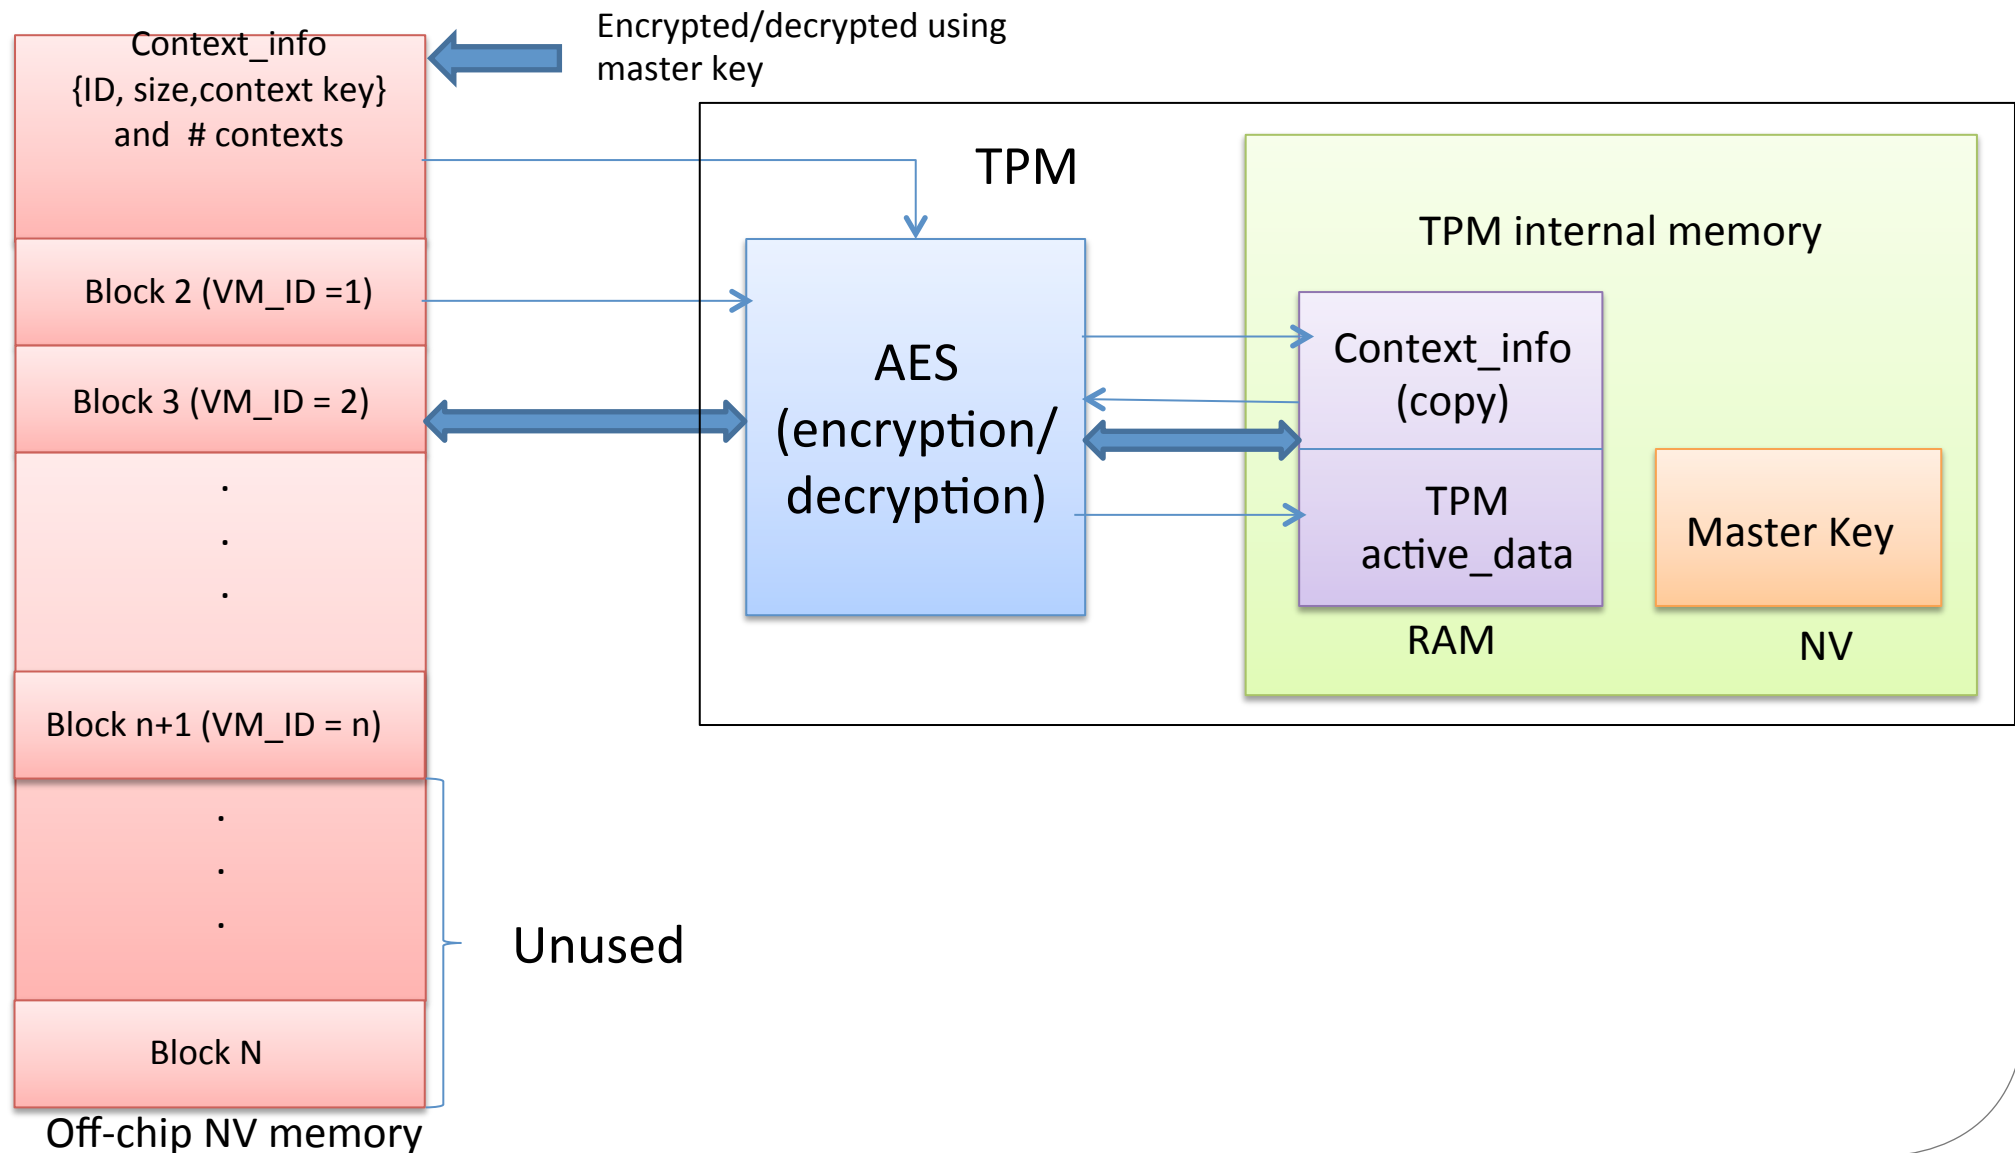 Context_info
{ID, size,context key}
and # contexts
Encrypted/decrypted using
master key
Block 2 (VM_ID =1)
Block 3 (VM_ID = 2)
.
.
.
Block n+1 (VM_ID = n)
.
.
.
Block N
Off-chip NV memory
Unused
TPM
AES
(encryption/
decryption)
TPM internal memory
Context_info
(copy)
TPM
active_data
RAM
Master Key
NV